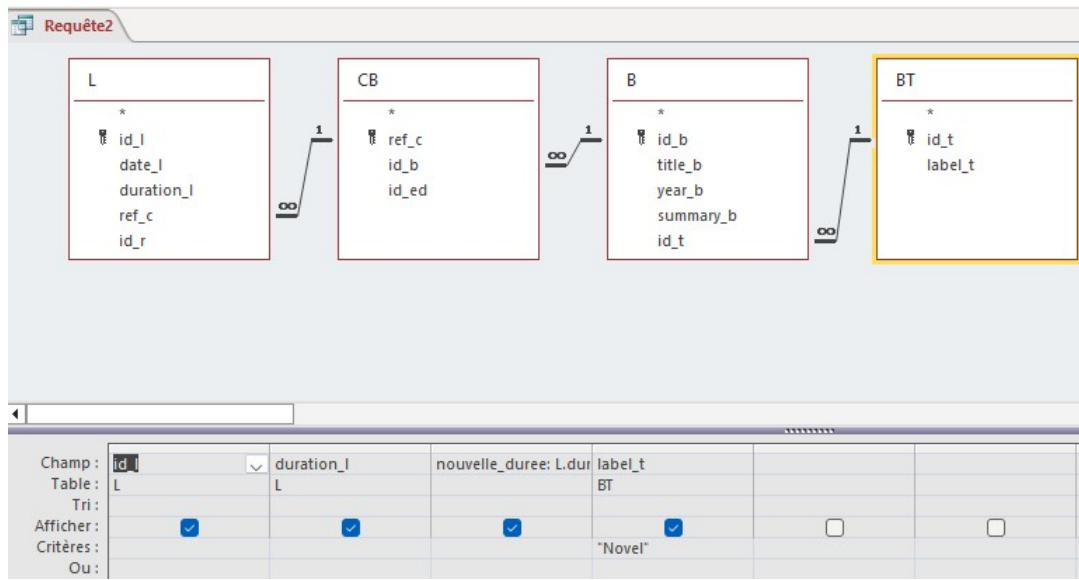 Requête2
L CB B BT
* * * *
id_l ref_c id_b id_t
date_l id_b title_b label_t
duration_l id_ed year_b
ref_c summary_b
id_r id_t
1 1 1
∞ ∞ ∞
Champ : id_l duration_l nouvelle_duree: L.dur label_t
Table : L L BT
Tri :
Afficher :
Critères : "Novel"
Ou :